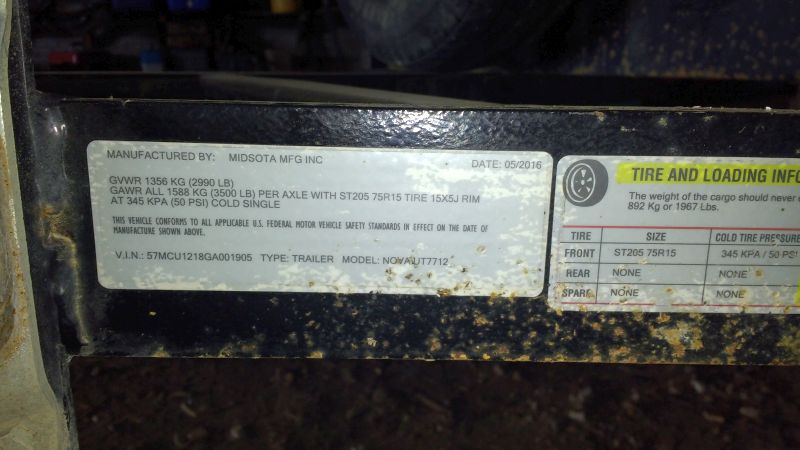 MANUFACTURED BY: MIDSOTA MFG INC
DATE: 05/2016
GVWR 1356 KG (2990 LB)
GAWR ALL 1588 KG (3500 LB) PER AXLE WITH ST205 75R15 TIRE 15X5J RIM
AT 345 KPA (50 PSI) COLD SINGLE
THIS VEHICLE CONFORMS TO ALL APPLICABLE U.S. FEDERAL MOTOR VEHICLE SAFETY STANDARDS IN EFFECT ON THE DATE OF
MANUFACTURE SHOWN ABOVE.
V.I.N.: 57MCU1218GA001905 TYPE: TRAILER MODEL: NOVA UT7712
TIRE AND LOADING INFO
The weight of the cargo should never
892 Kg or 1967 Lbs.
TIRE SIZE COLD TIRE PRESSURE
FRONT ST205 75R15 345 KPA / 50 PSI
REAR NONE NONE
SPARE NONE NONE